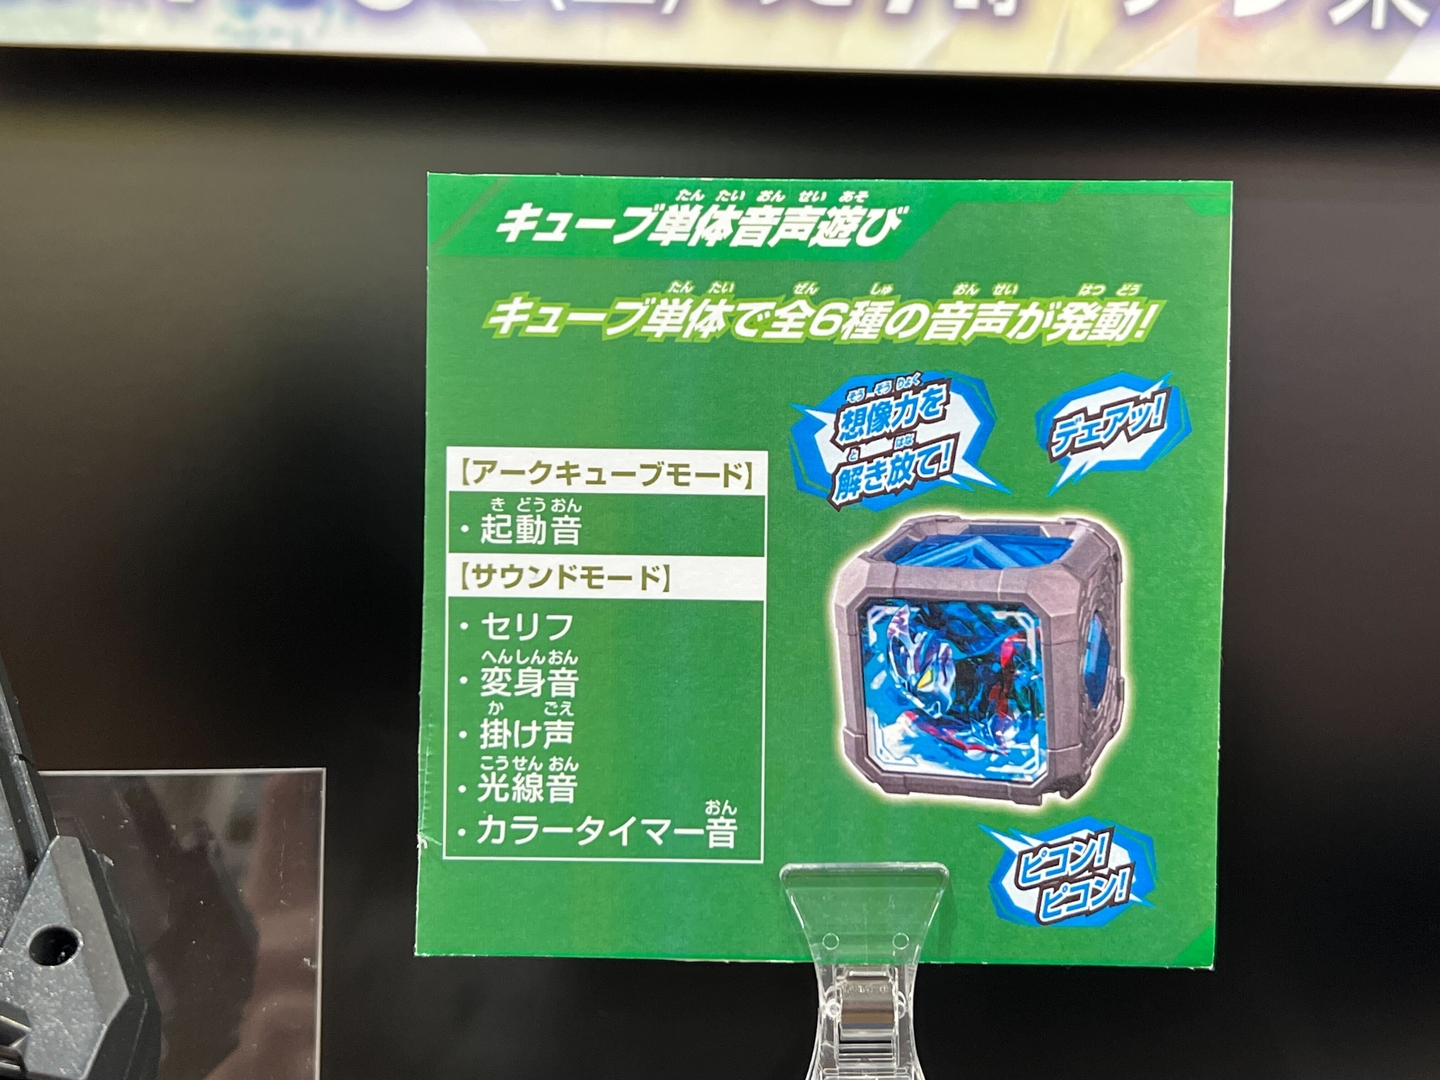 キューブ単体音声遊び
キューブ単体で全6種の音声が発動!
想像力を
解き放て!
デェアッ!
【アークキューブモード】
・起動音
【サウンドモード】
・セリフ
・変身音
・掛け声
・光線音
・カラータイマー音
ピコン!
ピコン!